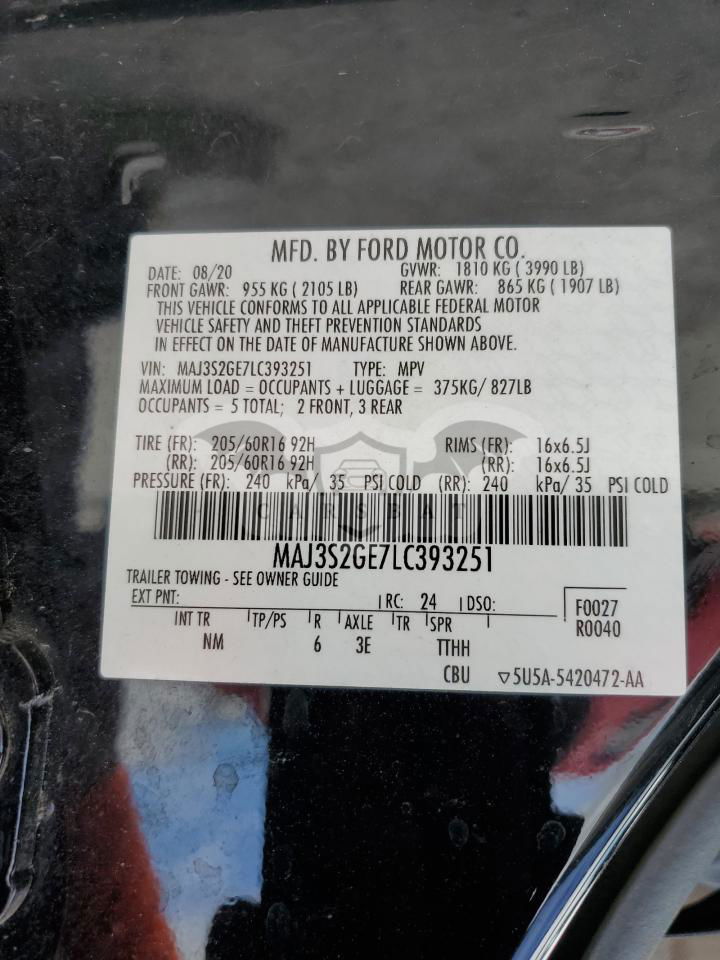 MFD. BY FORD MOTOR CO.
DATE: 08/20 GVWR: 1810 KG ( 3990 LB)
FRONT GAWR: 955 KG ( 2105 LB) REAR GAWR: 865 KG ( 1907 LB)
THIS VEHICLE CONFORMS TO ALL APPLICABLE FEDERAL MOTOR
VEHICLE SAFETY AND THEFT PREVENTION STANDARDS
IN EFFECT ON THE DATE OF MANUFACTURE SHOWN ABOVE.
VIN: MAJ3S2GE7LC393251 TYPE: MPV
MAXIMUM LOAD = OCCUPANTS + LUGGAGE = 375KG/ 827LB
OCCUPANTS = 5 TOTAL; 2 FRONT, 3 REAR
TIRE (FR): 205/60R16 92H RIMS (FR): 16x6.5J
(RR): 205/60R16 92H (RR): 16x6.5J
PRESSURE (FR): 240 kPa/ 35 PSI COLD (RR): 240 kPa/ 35 PSI COLD
CARSBAT
MAJ3S2GE7LC393251
TRAILER TOWING - SEE OWNER GUIDE
EXT PNT: RC: 24 DSO: F0027
INT TR TP/PS R AXLE TR SPR R0040
NM 6 3E TTHH
CBU ▽5U5A-5420472-AA